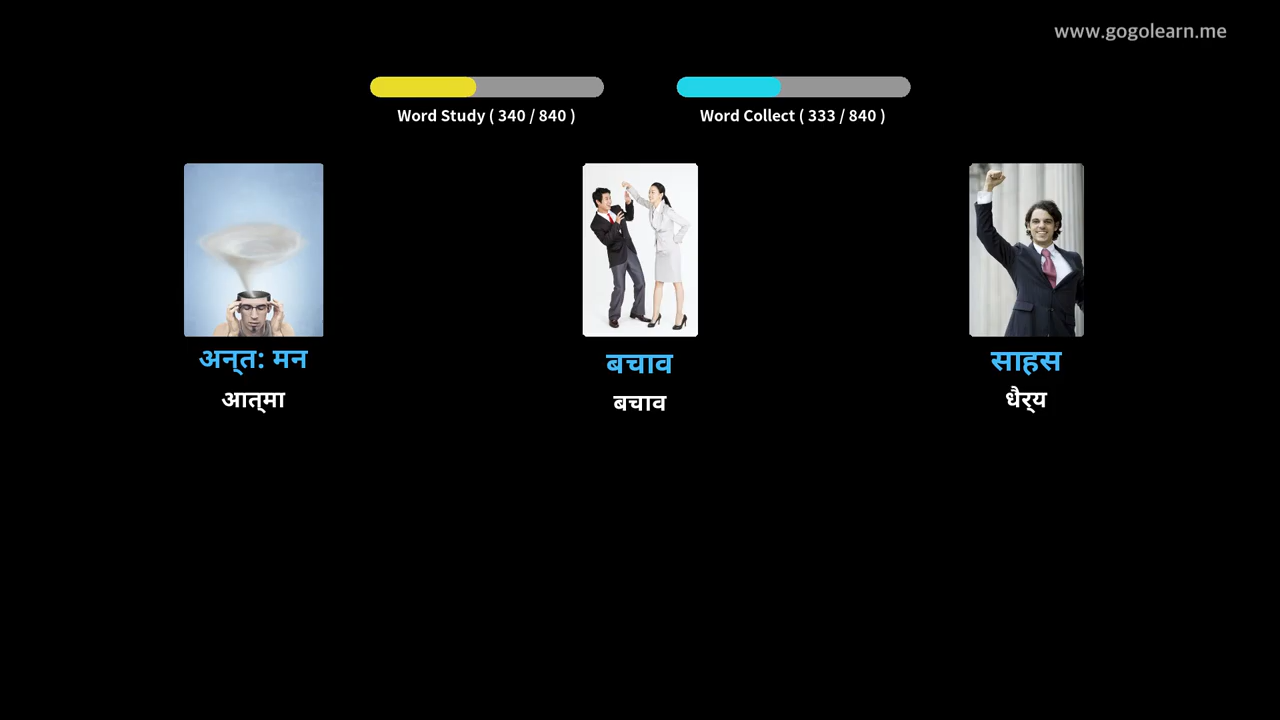 www.gogolearn.me
Word Study ( 340 / 840 )
Word Collect ( 333 / 840 )
अन्‌त: मन
बचाव
साहस
आत्‌मा
बचाव
धैर्‌य